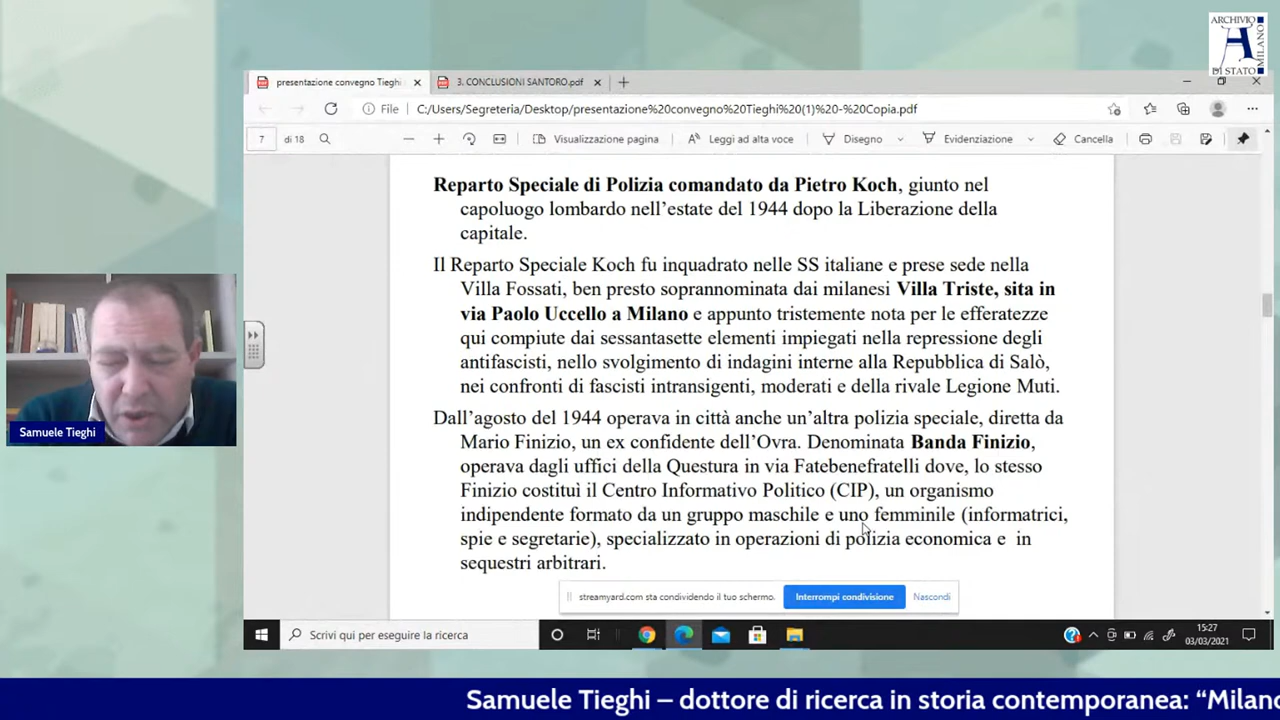 ARCHIVIO
DI STATO
MILANO
presentazione convegno Tieghi
3. CONCLUSIONI SANTORO.pdf
File
C:/Users/Segreteria/Desktop/presentazione%20convegno%20Tieghi%20(1)%20-%20Copia.pdf
7 di 18
Visualizzazione pagina
Leggi ad alta voce
Disegno
Evidenziazione
Cancella
Reparto Speciale di Polizia comandato da Pietro Koch, giunto nel
capoluogo lombardo nell’estate del 1944 dopo la Liberazione della
capitale.
Il Reparto Speciale Koch fu inquadrato nelle SS italiane e prese sede nella
Villa Fossati, ben presto soprannominata dai milanesi Villa Triste, sita in
via Paolo Uccello a Milano e appunto tristemente nota per le efferatezze
qui compiute dai sessantasette elementi impiegati nella repressione degli
antifascisti, nello svolgimento di indagini interne alla Repubblica di Salò,
nei confronti di fascisti intransigenti, moderati e della rivale Legione Muti.
Dall’agosto del 1944 operava in città anche un’altra polizia speciale, diretta da
Mario Finizio, un ex confidente dell’Ovra. Denominata Banda Finizio,
operava dagli uffici della Questura in via Fatebenefratelli dove, lo stesso
Finizio costituì il Centro Informativo Politico (CIP), un organismo
indipendente formato da un gruppo maschile e uno femminile (informatrici,
spie e segretarie), specializzato in operazioni di polizia economica e in
sequestri arbitrari.
Samuele Tieghi
streamyard.com sta condividendo il tuo schermo.
Interrompi condivisione
Nascondi
Scrivi qui per eseguire la ricerca
15:27
03/03/2021
Samuele Tieghi – dottore di ricerca in storia contemporanea: “Milano